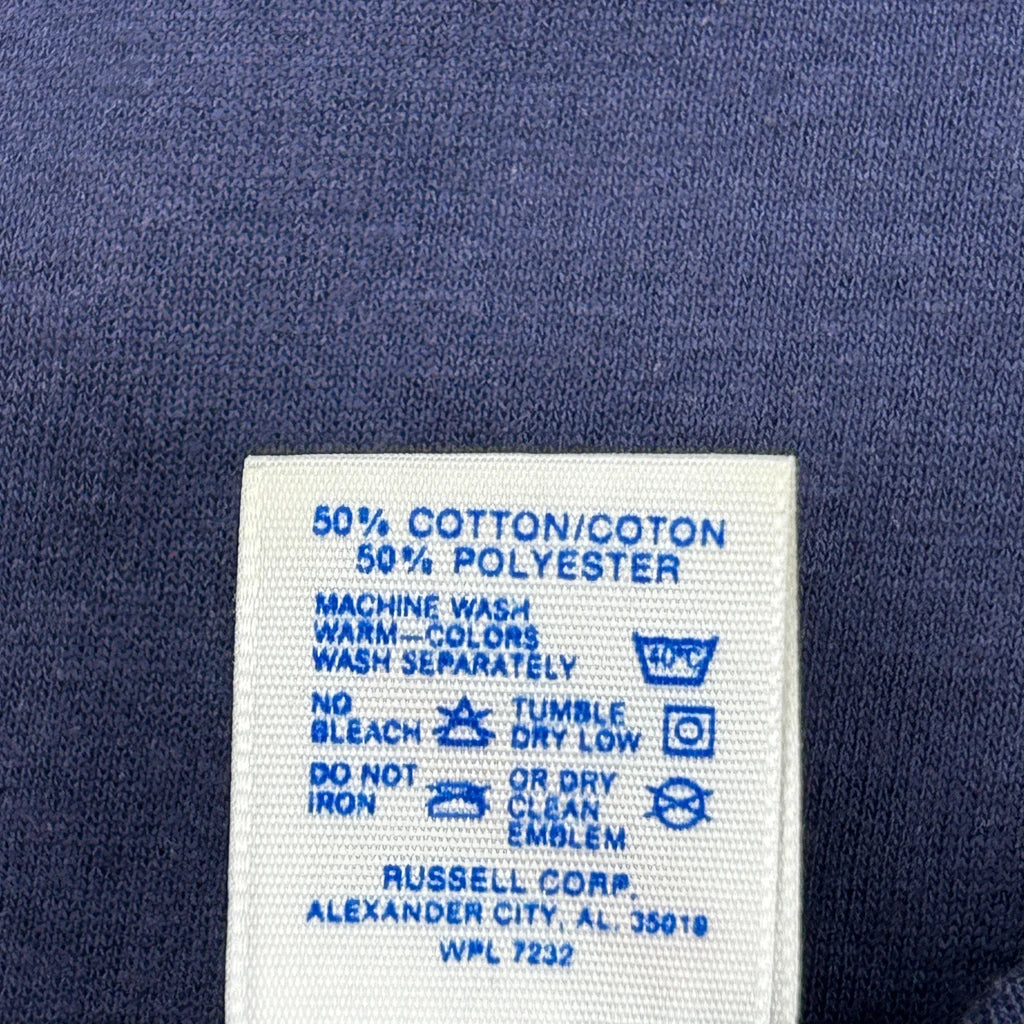 50% COTTON/COTON
50% POLYESTER
MACHINE WASH
WARM—COLORS
WASH SEPARATELY
40°C
NO
BLEACH
TUMBLE
DRY LOW
DO NOT
IRON
OR DRY
CLEAN
EMBLEM
RUSSELL CORP.
ALEXANDER CITY, AL. 35010
WPL 7232